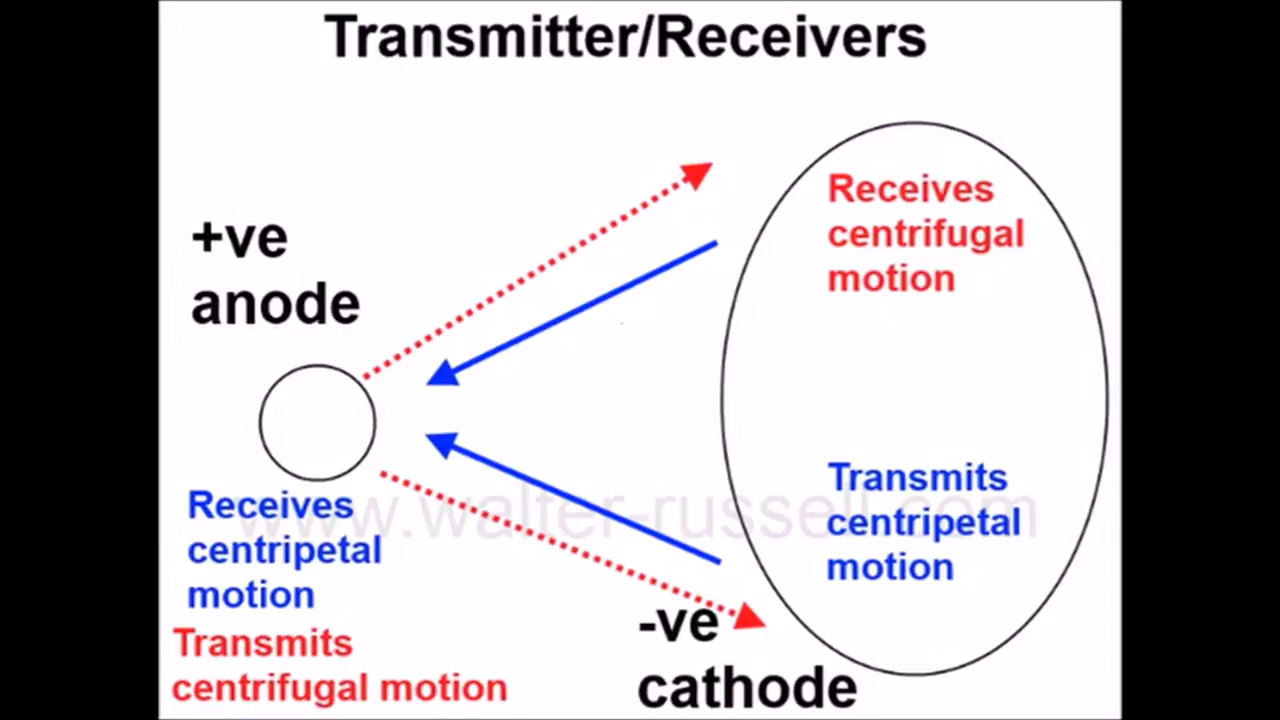 Transmitter/Receivers
+ve
anode
Receives
centrifugal
motion
Receives
centripetal
motion
Transmits
centrifugal motion
Transmits
centripetal
motion
-ve
cathode
www.walter-russell.com